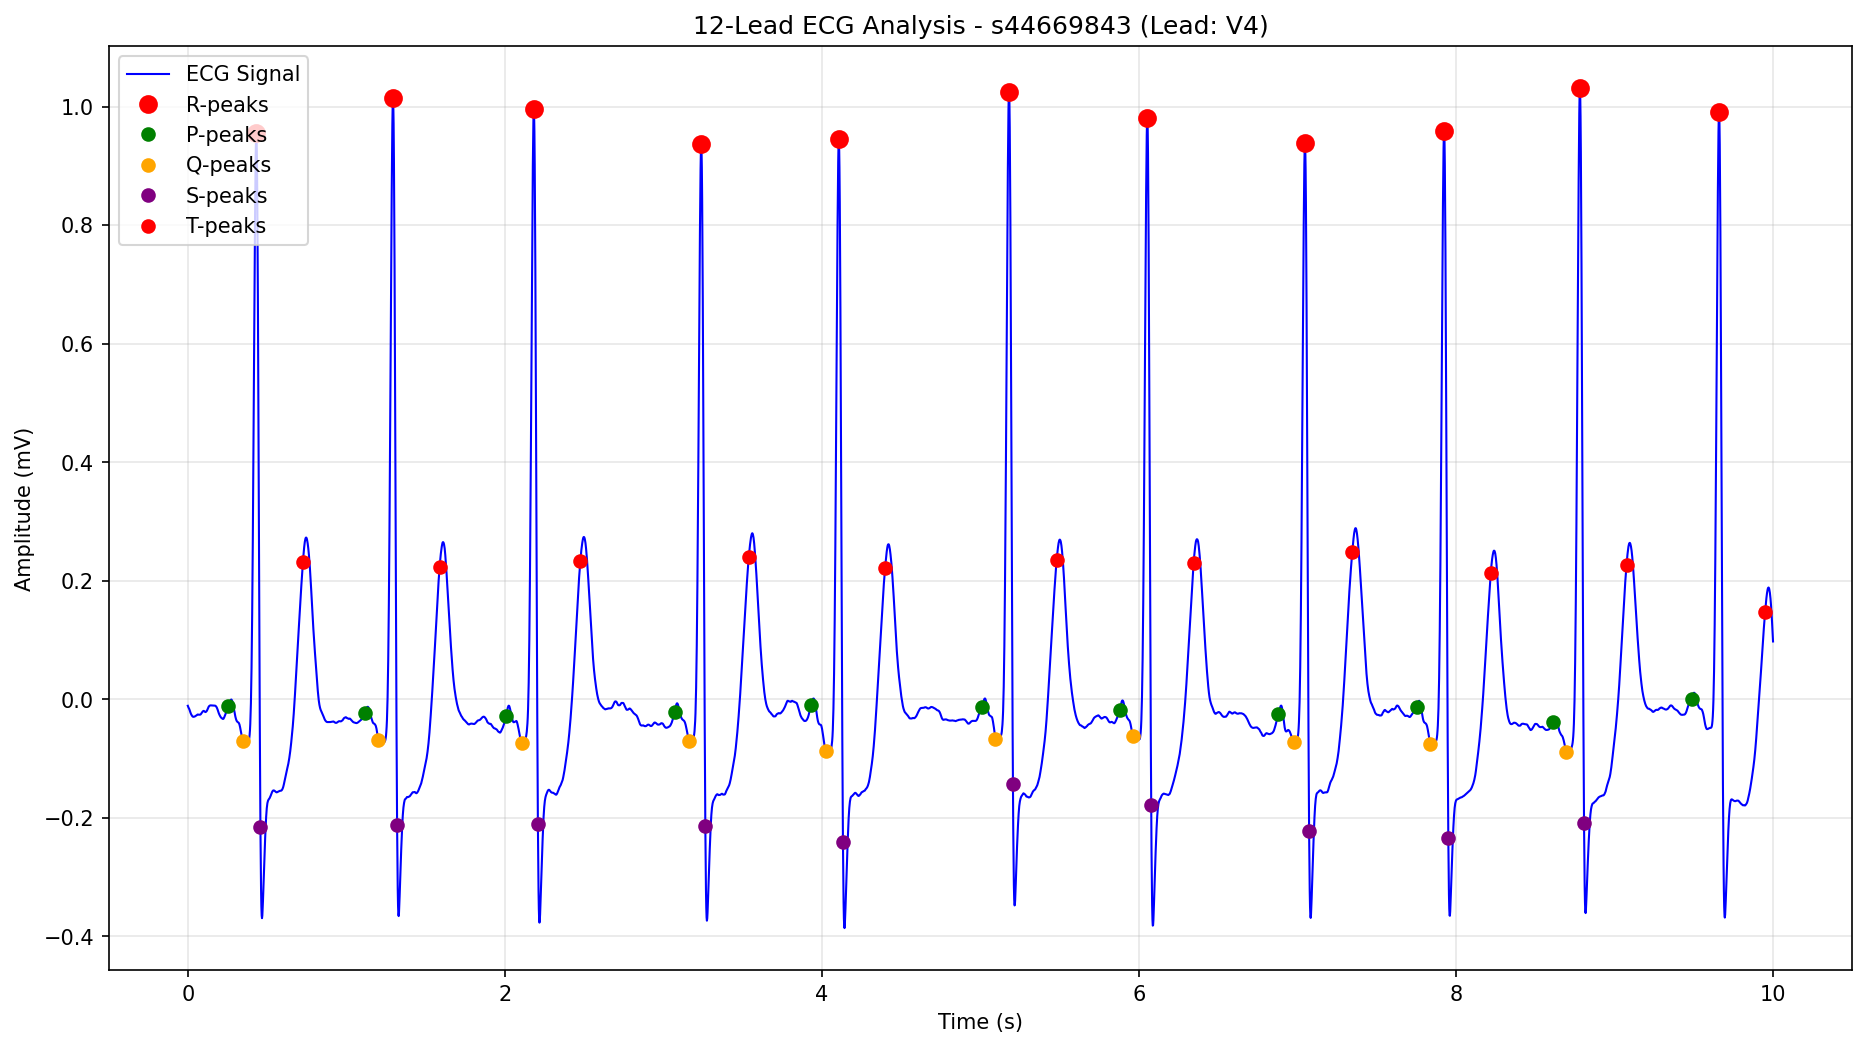 12-Lead ECG Analysis - s44669843 (Lead: V4)
ECG Signal
R-peaks
P-peaks
Q-peaks
S-peaks
T-peaks
Amplitude (mV)
1.0
0.8
0.6
0.4
0.2
0.0
−0.2
−0.4
0 2 4 6 8 10
Time (s)